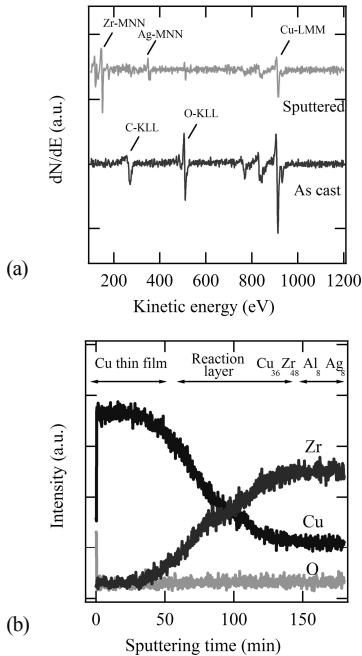 Zr-MNN
Ag-MNN
Cu-LMM
Sputtered
C-KLL
O-KLL
As cast
dN/dE (a.u.)
(a)
200 400 600 800 1000 1200
Kinetic energy (eV)
Cu thin film
Reaction
layer
Cu36 Zr48 Al8 Ag8
Zr
Cu
O
Intensity (a.u.)
(b)
0 50 100 150
Sputtering time (min)